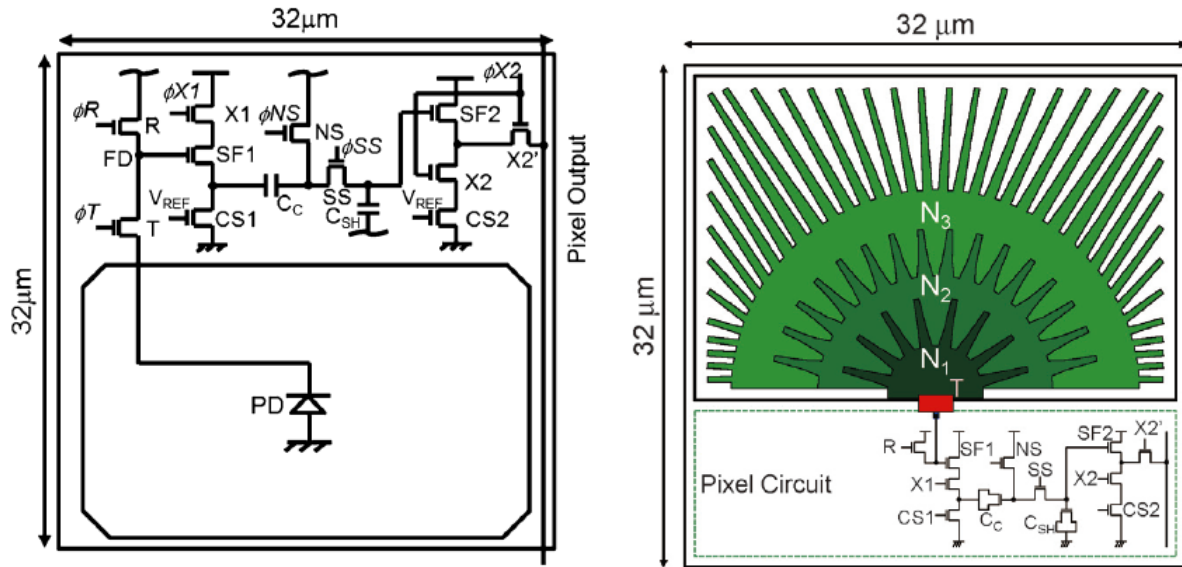 32μm
32μm
ϕR
ϕX1
R
X1
ϕNS
NS
ϕX2
SF2
FD
SF1
ϕSS
X2'
V_REF
C_C
SS
X2
ϕT
T
CS1
C_SH
V_REF
CS2
Pixel Output
PD
32 μm
32 μm
N_3
N_2
N_1
T
Pixel Circuit
R
SF1
NS
SF2
X2'
X1
SS
X2
CS1
C_C
C_SH
CS2